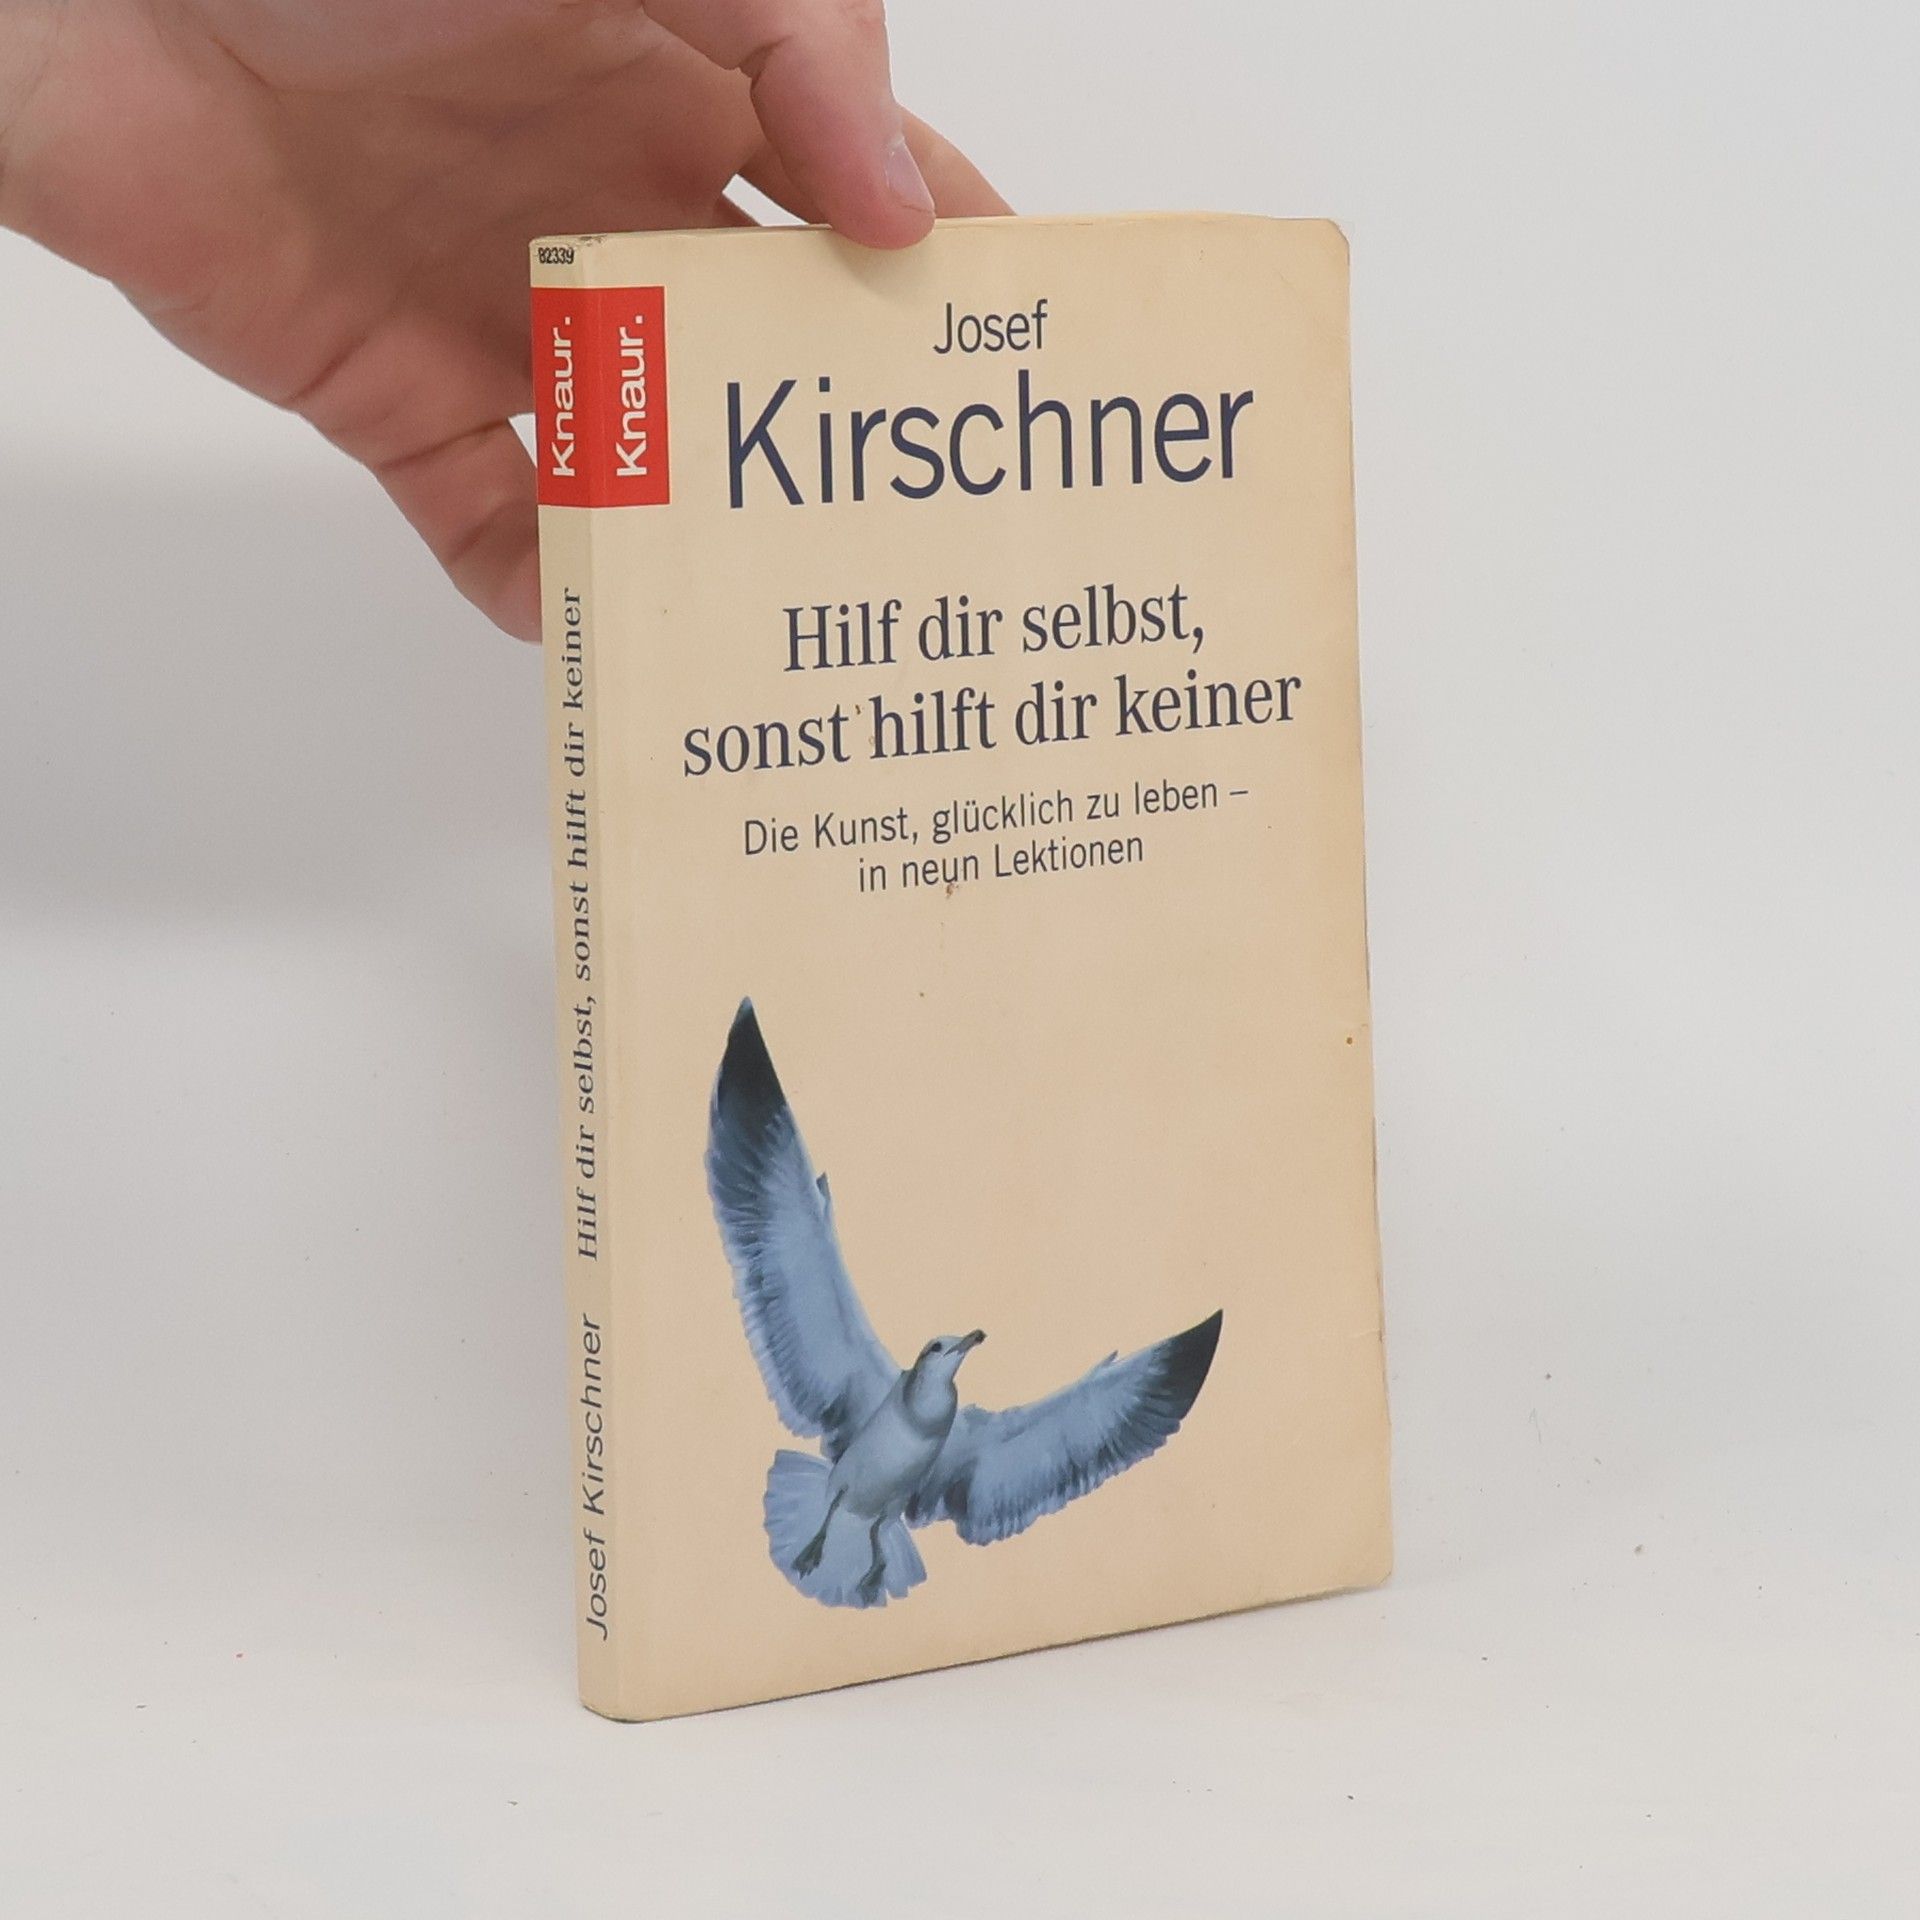 82339
Knaur.
Knaur.
Josef Kirschner Hilf dir selbst, sonst hilft dir keiner
Josef
Kirschner
Hilf dir selbst,
sonst hilft dir keiner
Die Kunst, glücklich zu leben –
in neun Lektionen